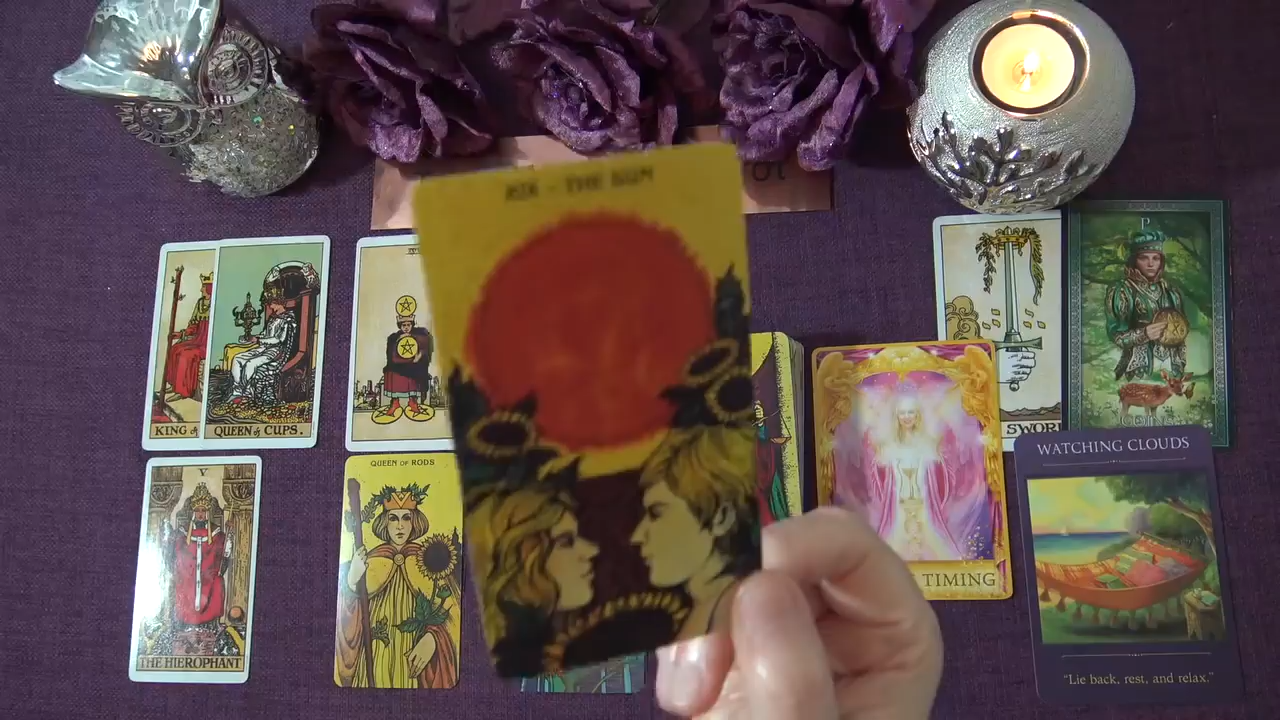 XIX - THE SUN
KING of
QUEEN of CUPS.
SWORD
WATCHING CLOUDS
V
QUEEN OF RODS
TIMING
THE HIEROPHANT
"Lie back, rest, and relax."